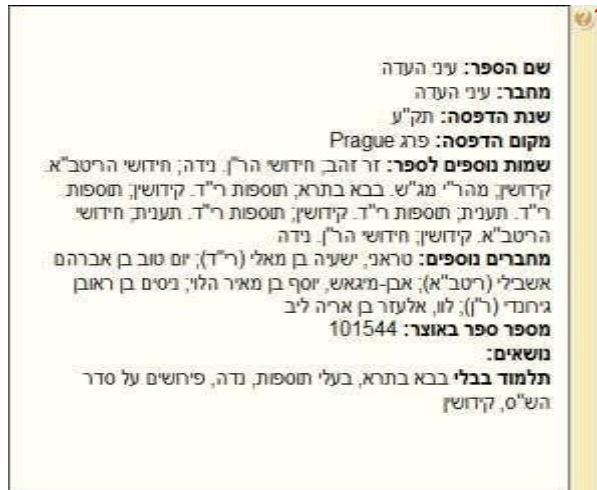 שם הספר: עיני העדה
מחבר: עיני העדה
שנת הדפסה: תק"ע
מקום הדפסה: פרג Prague
שמות נוספים לספר: זר זהב; חידושי הר"ן. נידה; חידושי הריטב"א.
קידושין; מהר"י מג"ש. בבא בתרא; תוספות רי"ד. קידושין; תוספות
רי"ד. תענית; תוספות רי"ד. קידושין; תוספות רי"ד. תענית; חידושי
הריטב"א. קידושין; חידושי הר"ן. נידה
מחברים נוספים: טראני, ישעיה בן מאלי (רי"ד); יום טוב בן אברהם
אשבילי (ריטב"א); אבן-מיגאש, יוסף בן מאיר הלוי; ניסים בן ראובן
גירונדי (ר"ן); לוו, אלעזר בן אריה ליב
מספר ספר באוצר: 101544
נושאים:
תלמוד בבלי בבא בתרא, בעלי תוספות, נדה, פירושים על סדר
הש"ס, קידושין